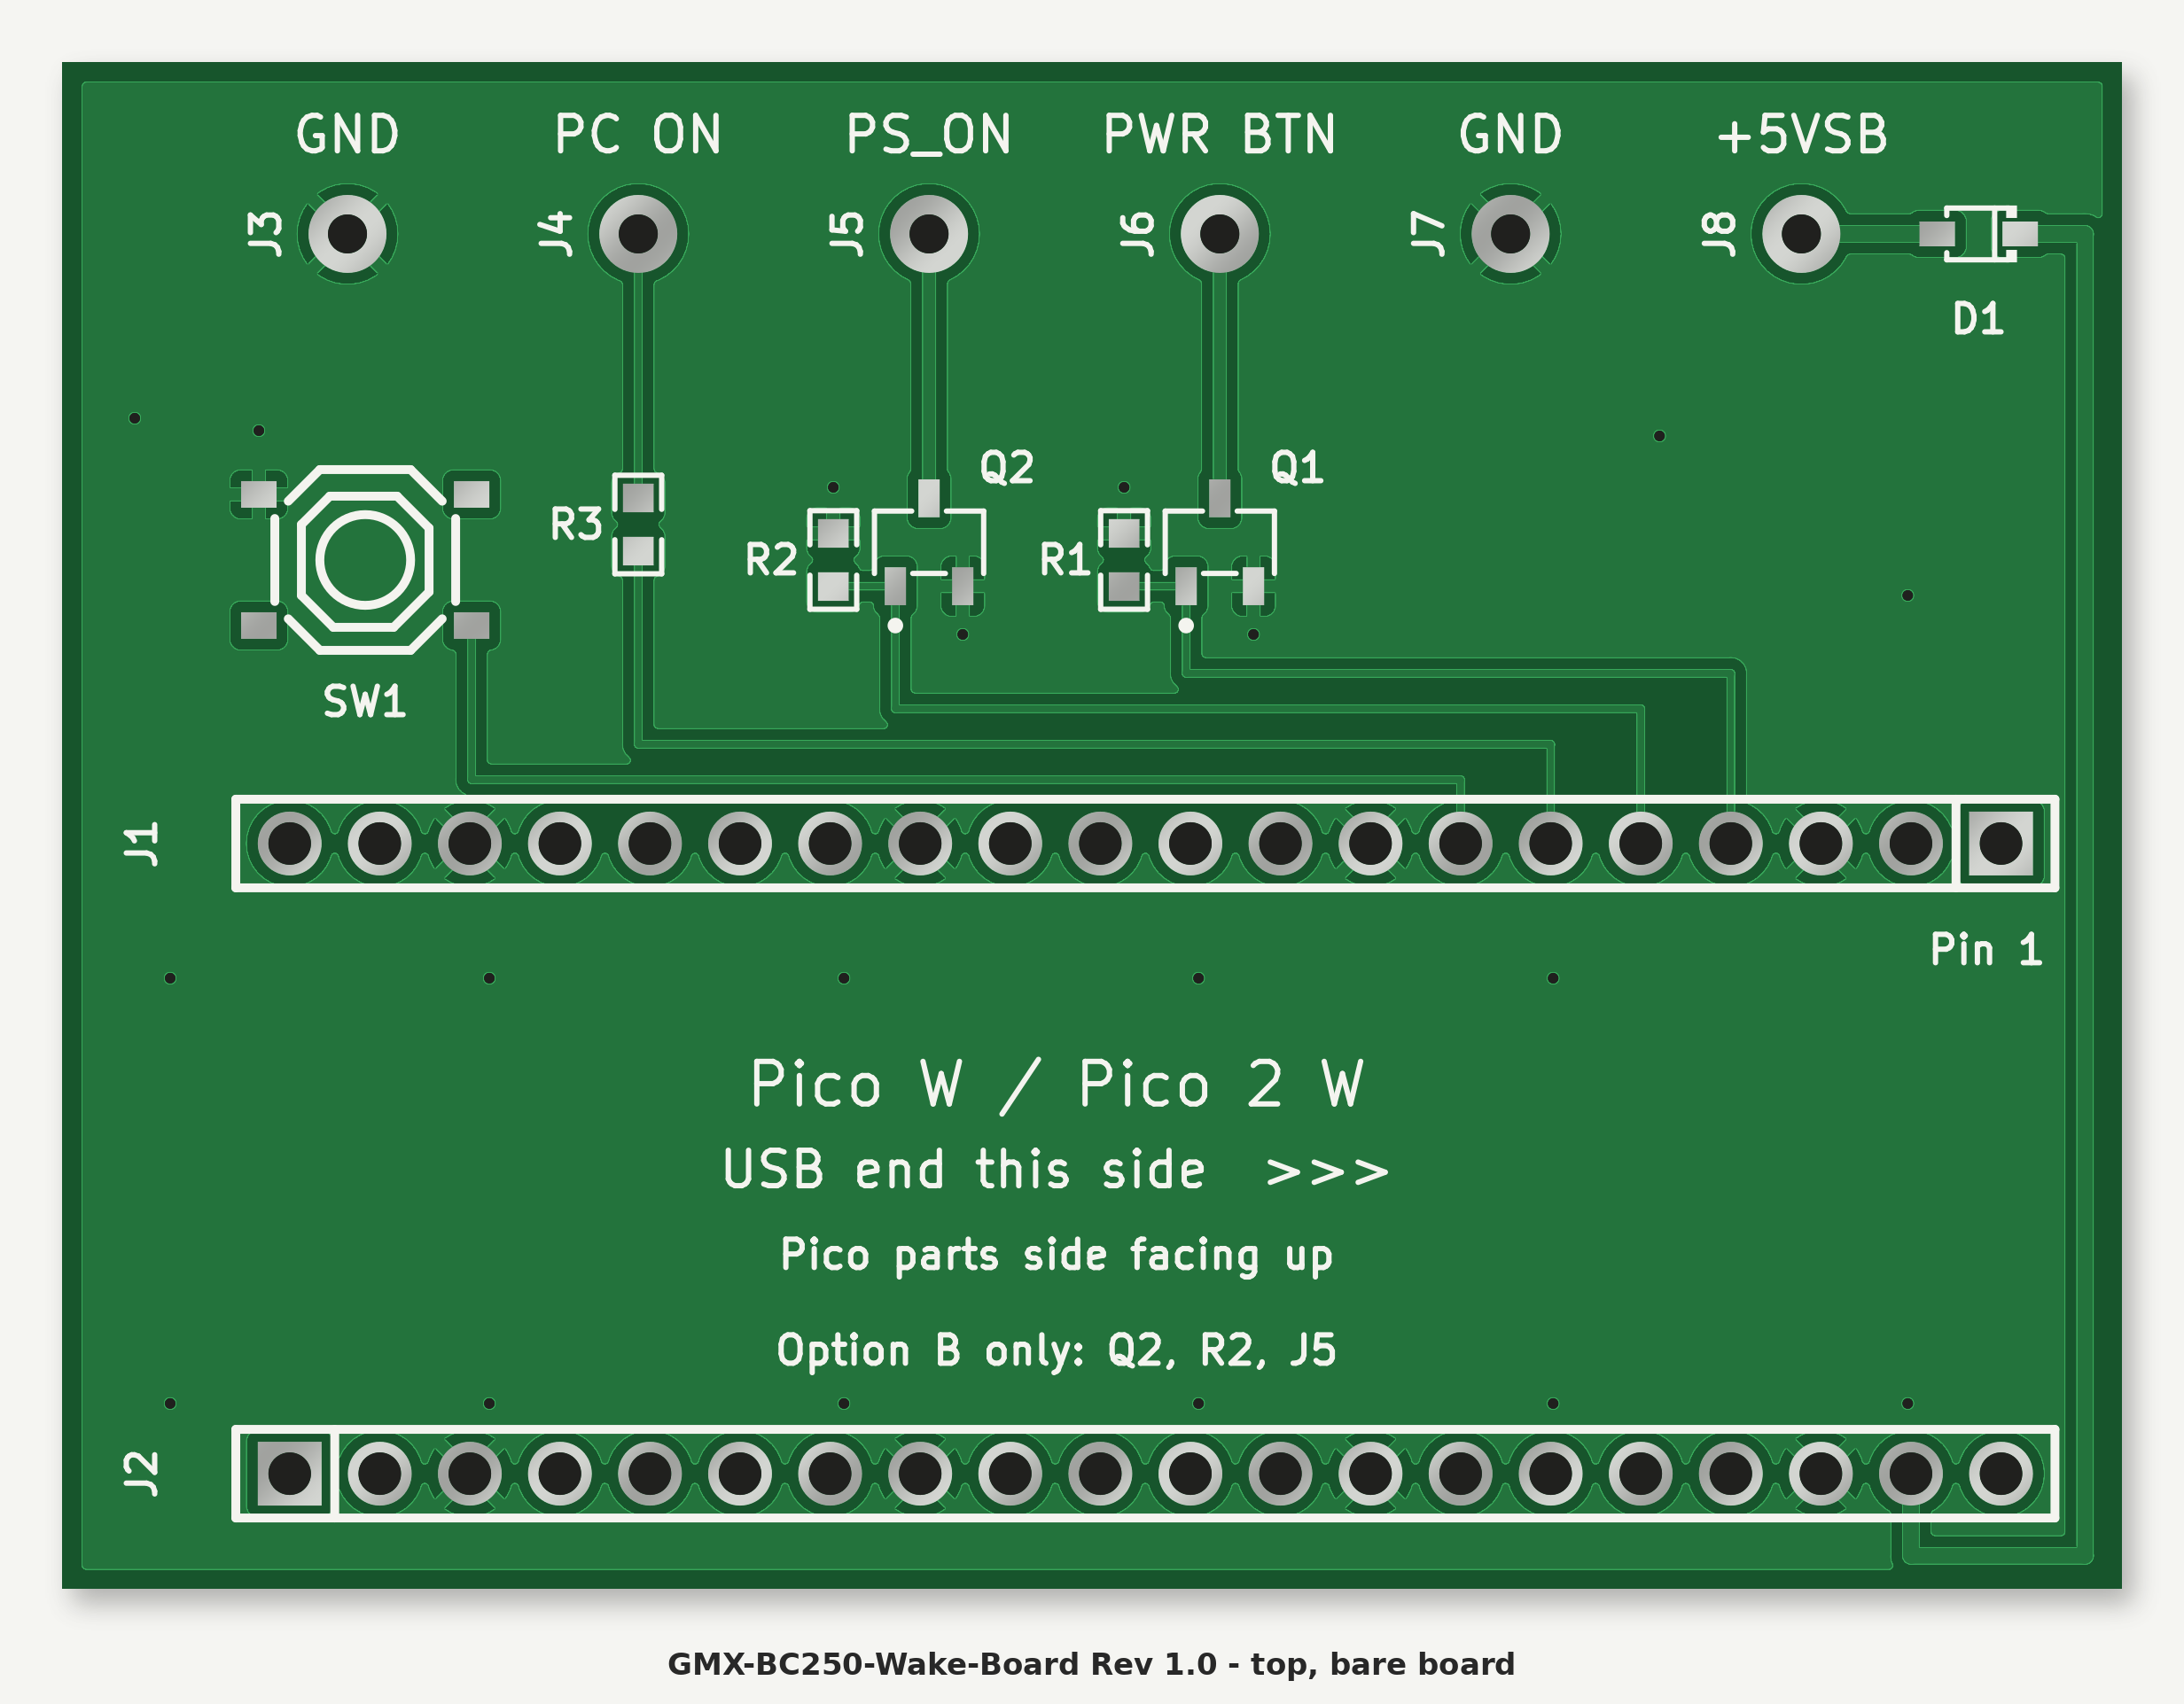 GND PC ON PS_ON PWR BTN GND +5VSB
J3 J4 J5 J6 J7 J8
D1
Q2 Q1
R3 R2 R1
SW1
J1
Pin 1
Pico W / Pico 2 W
USB end this side >>>
Pico parts side facing up
Option B only: Q2, R2, J5
J2
GMX-BC250-Wake-Board Rev 1.0 - top, bare board